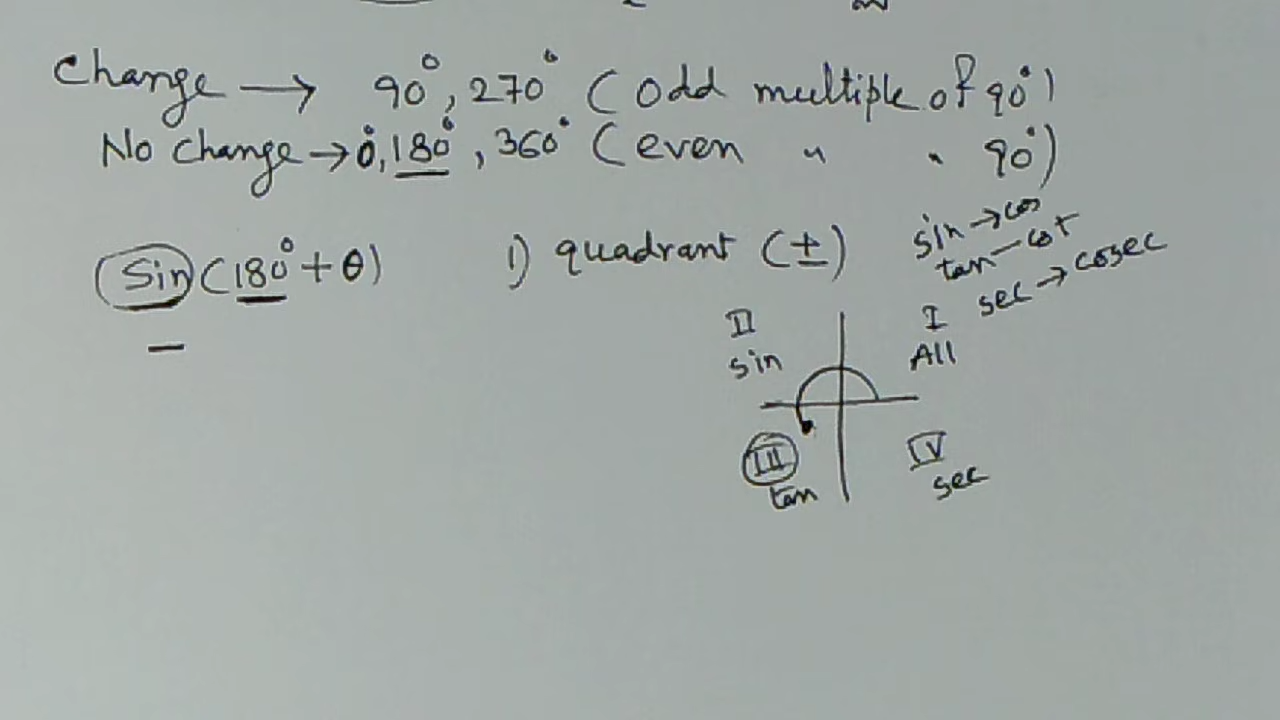 Change → 90°, 270° (Odd multiple of 90°)
No change → 0°, 180°, 360° (even " " 90°)
Sin(180° + θ)
1) quadrant (±)
sin → cos
tan — cot
sec → cosec
II
sin
I
All
III
tan
IV
sec